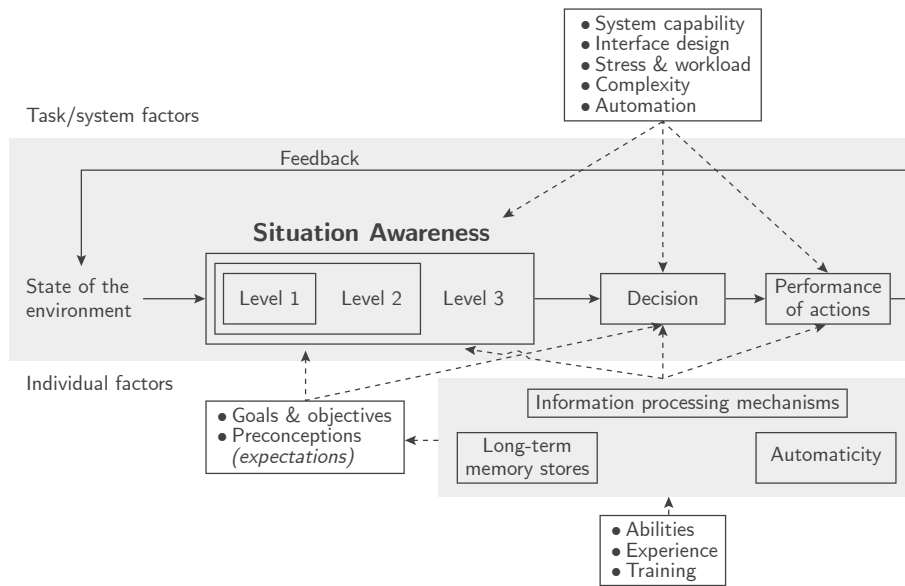 ● System capability
● Interface design
● Stress & workload
● Complexity
● Automation
Task/system factors
Feedback
Situation Awareness
State of the
environment
Level 1
Level 2
Level 3
Decision
Performance
of actions
Individual factors
● Goals & objectives
● Preconceptions
(expectations)
Information processing mechanisms
Long-term
memory stores
Automaticity
● Abilities
● Experience
● Training